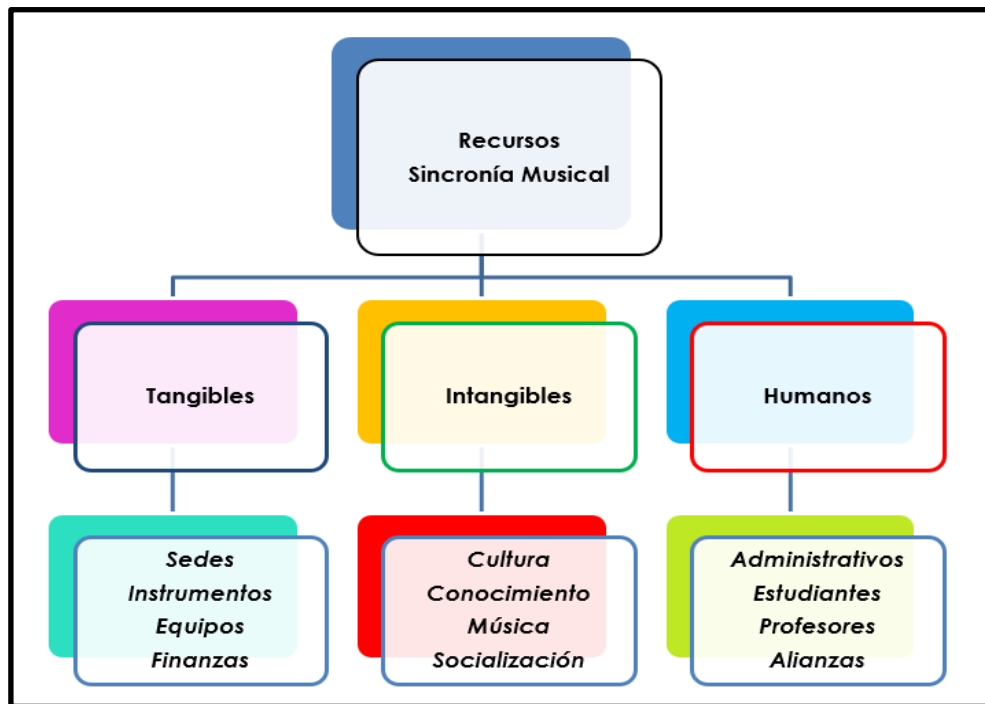 Recursos
Sincronía Musical
Tangibles
Intangibles
Humanos
Sedes
Instrumentos
Equipos
Finanzas
Cultura
Conocimiento
Música
Socialización
Administrativos
Estudiantes
Profesores
Alianzas